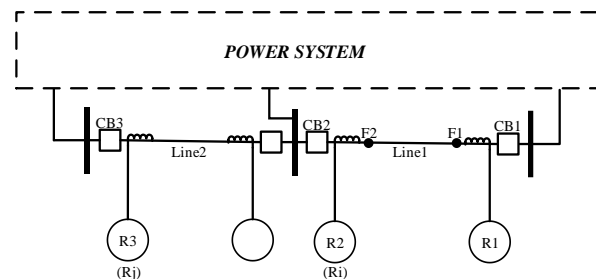 POWER SYSTEM
CB3
CB2
F2
F1
CB1
Line2
Line1
R3
R2
R1
(Rj)
(Ri)